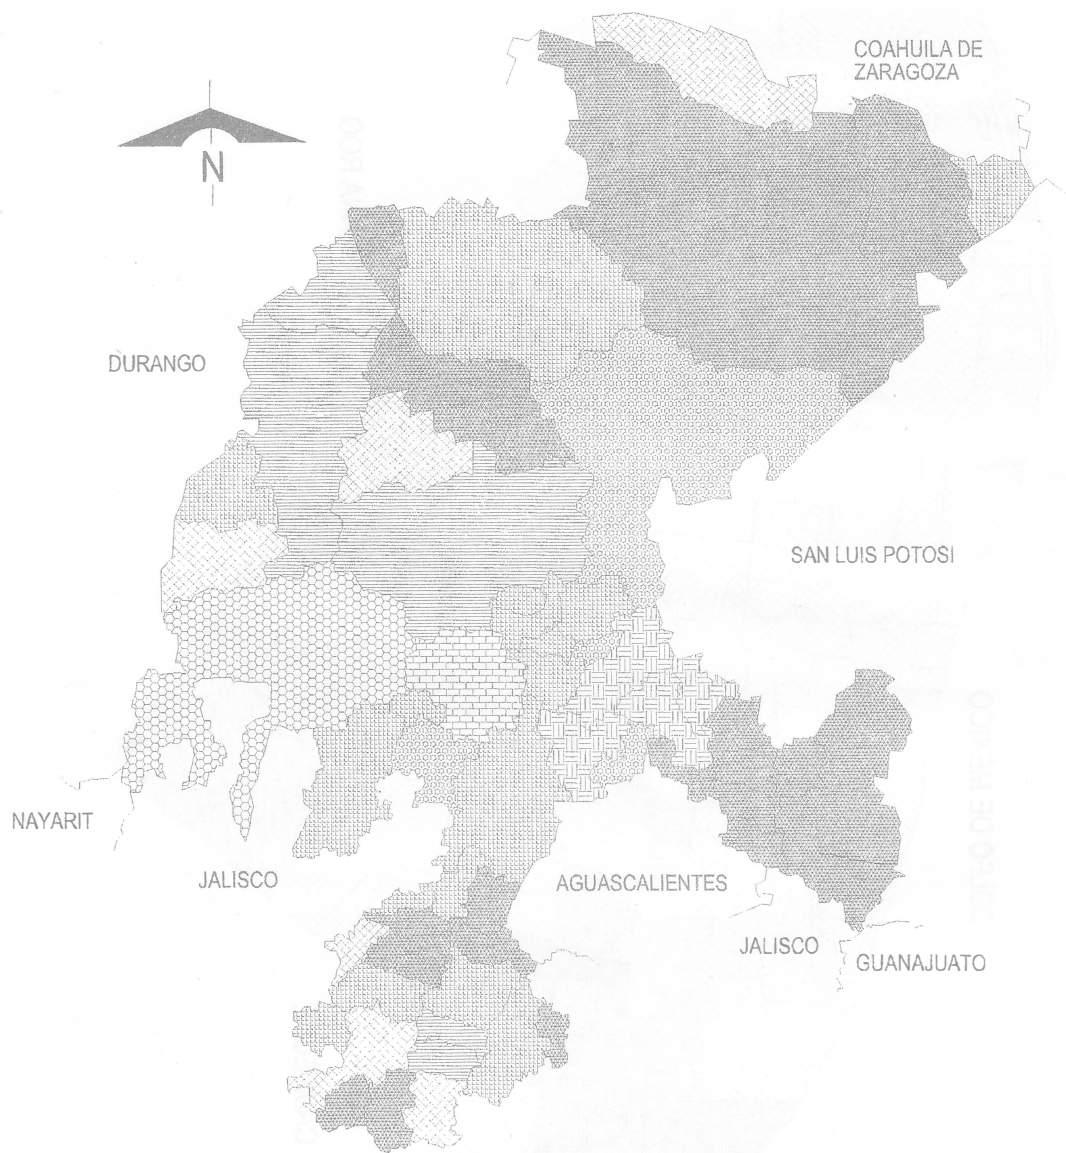 COAHUILA DE
ZARAGOZA
N
DURANGO
SAN LUIS POTOSI
NAYARIT
JALISCO
AGUASCALIENTES
JALISCO
GUANAJUATO